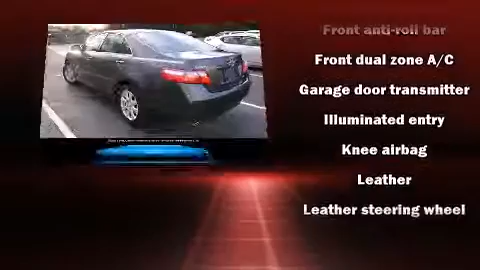 Front anti-roll bar
Front dual zone A/C
Garage door transmitter
Illuminated entry
Knee airbag
Leather
Leather steering wheel